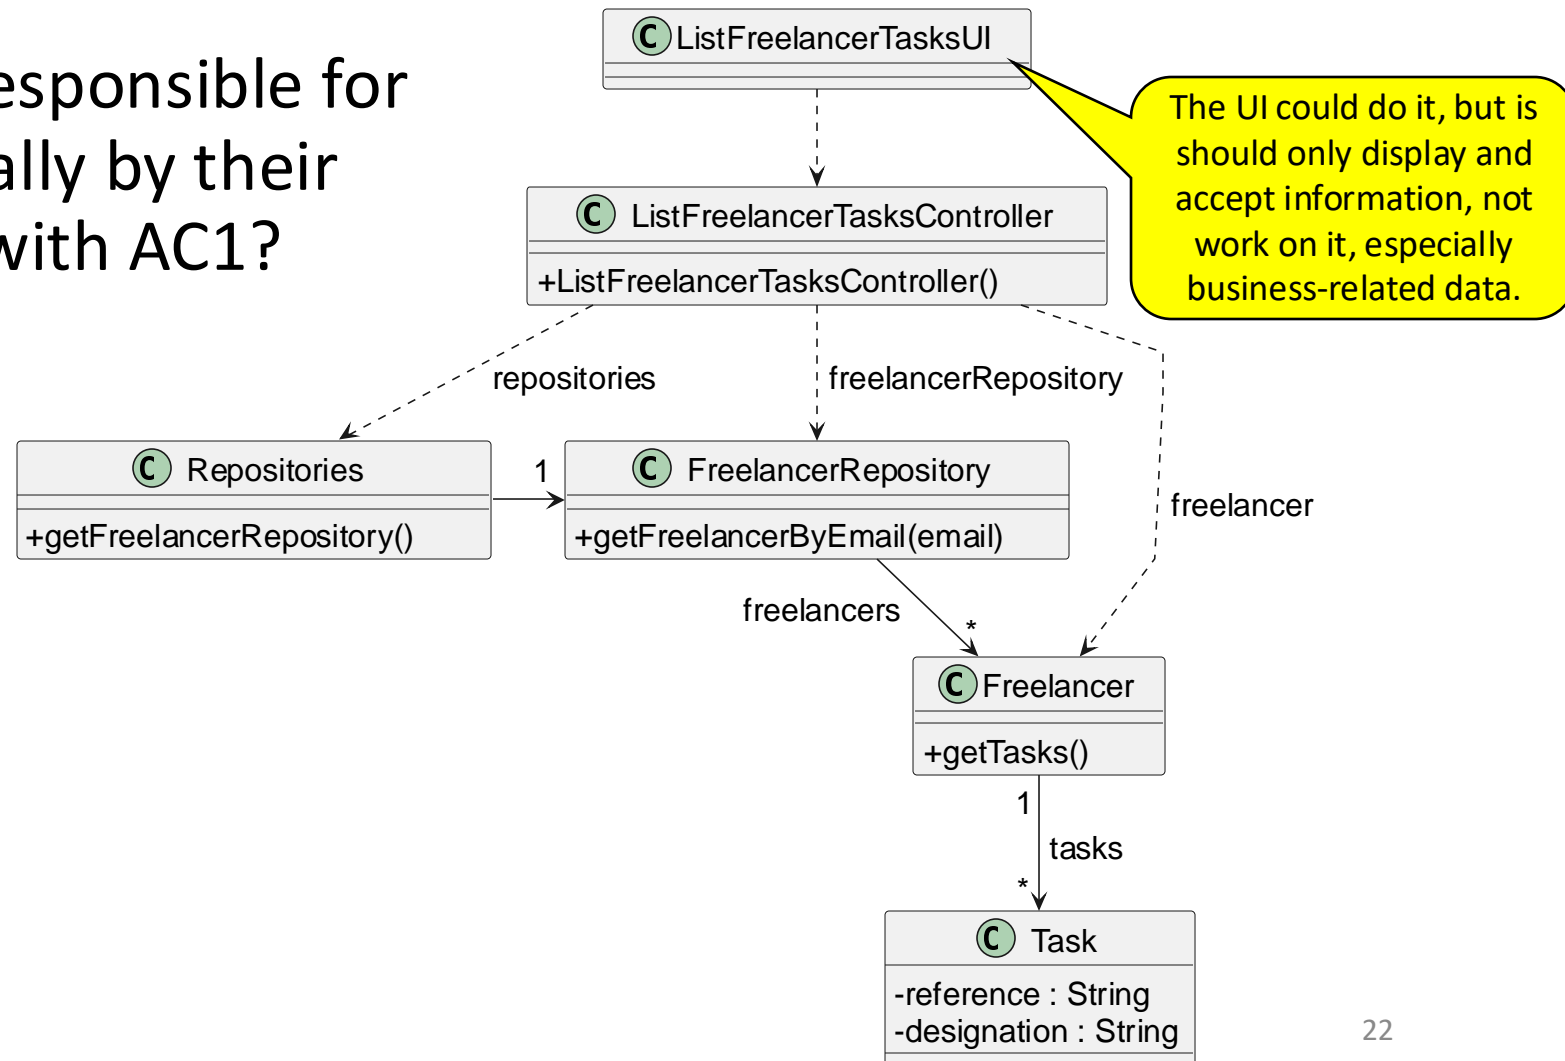 esponsible for
ally by their
with AC1?
C ListFreelancerTasksUI
The UI could do it, but is
should only display and
accept information, not
work on it, especially
business-related data.
C ListFreelancerTasksController
+ListFreelancerTasksController()
repositories
freelancerRepository
freelancer
C Repositories
+getFreelancerRepository()
1
C FreelancerRepository
+getFreelancerByEmail(email)
freelancers
*
C Freelancer
+getTasks()
1
tasks
*
C Task
-reference : String
-designation : String
22